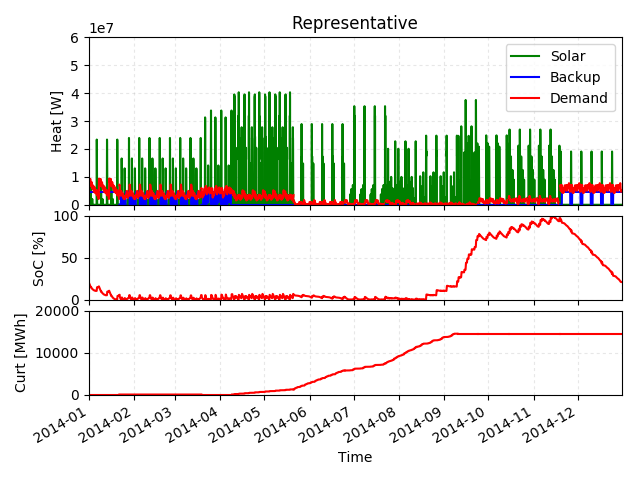 Representative
1e7
6
5
4
3
2
1
0
Heat [W]
Solar
Backup
Demand
100
50
0
SoC [%]
20000
10000
0
Curt [MWh]
2014-01 2014-02 2014-03 2014-04 2014-05 2014-06 2014-07 2014-08 2014-09 2014-10 2014-11 2014-12
Time